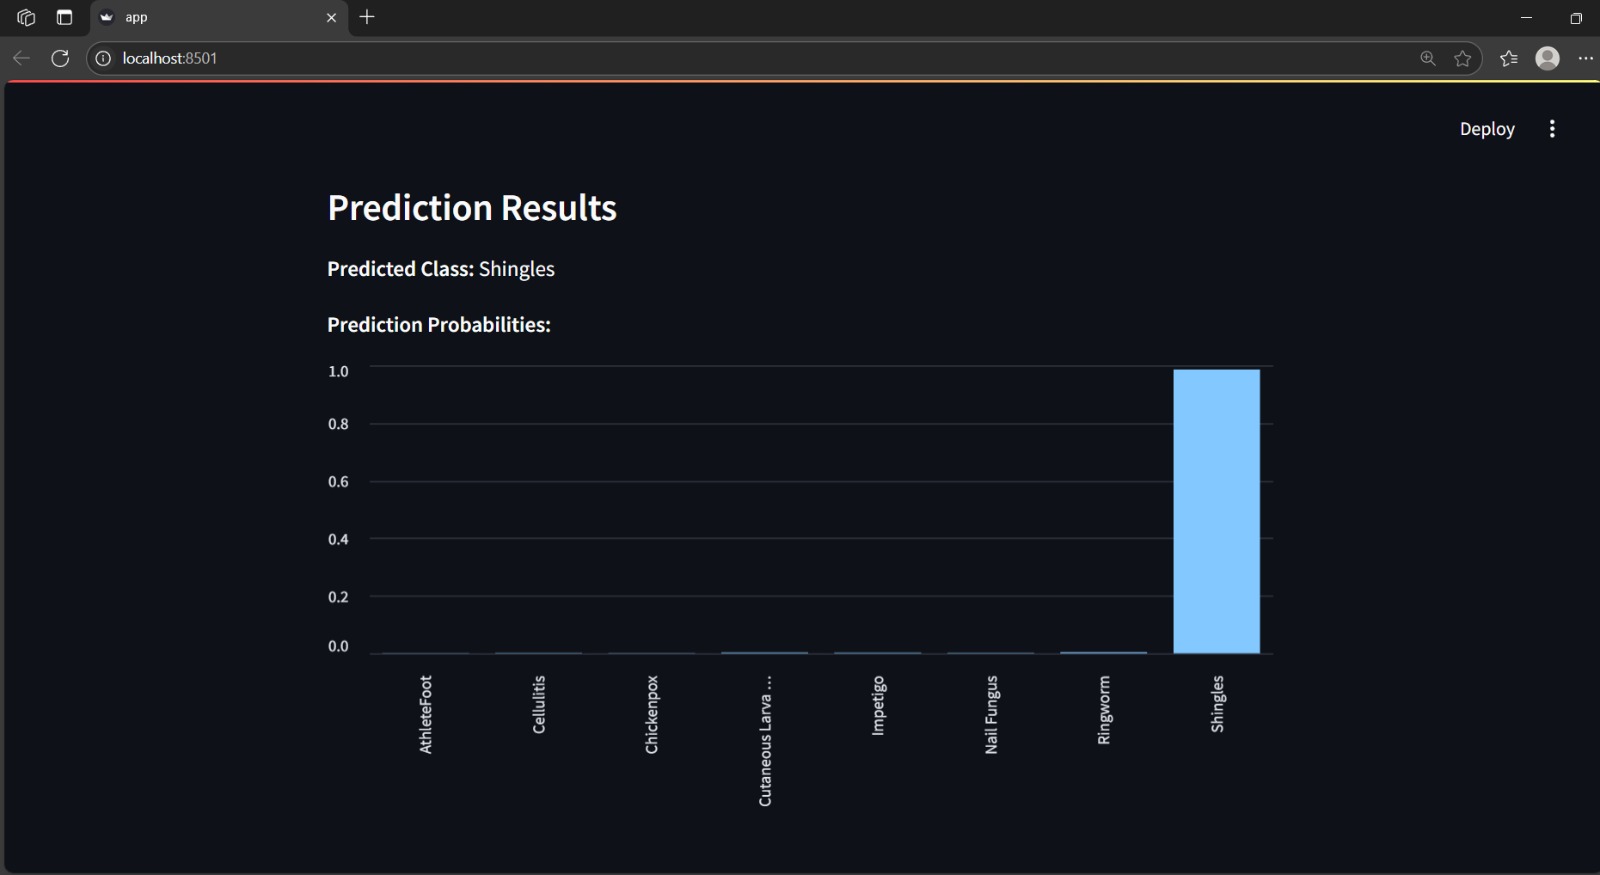 app
localhost:8501
Deploy
Prediction Results
Predicted Class: Shingles
Prediction Probabilities:
1.0
0.8
0.6
0.4
0.2
0.0
AthleteFoot
Cellulitis
Chickenpox
Cutaneous Larva ...
Impetigo
Nail Fungus
Ringworm
Shingles